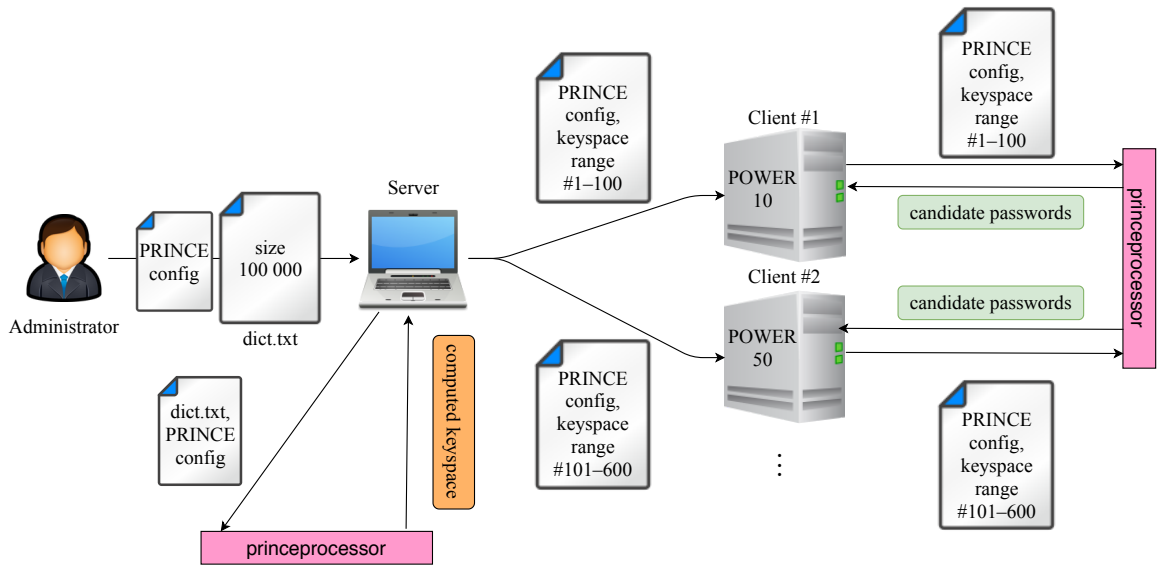 Administrator
PRINCE
config
size
100 000
dict.txt
Server
dict.txt,
PRINCE
config
computed keyspace
princeprocessor
PRINCE
config,
keyspace
range
#1–100
PRINCE
config,
keyspace
range
#101–600
Client #1
POWER
10
Client #2
POWER
50
PRINCE
config,
keyspace
range
#1–100
candidate passwords
candidate passwords
princeprocessor
PRINCE
config,
keyspace
range
#101–600